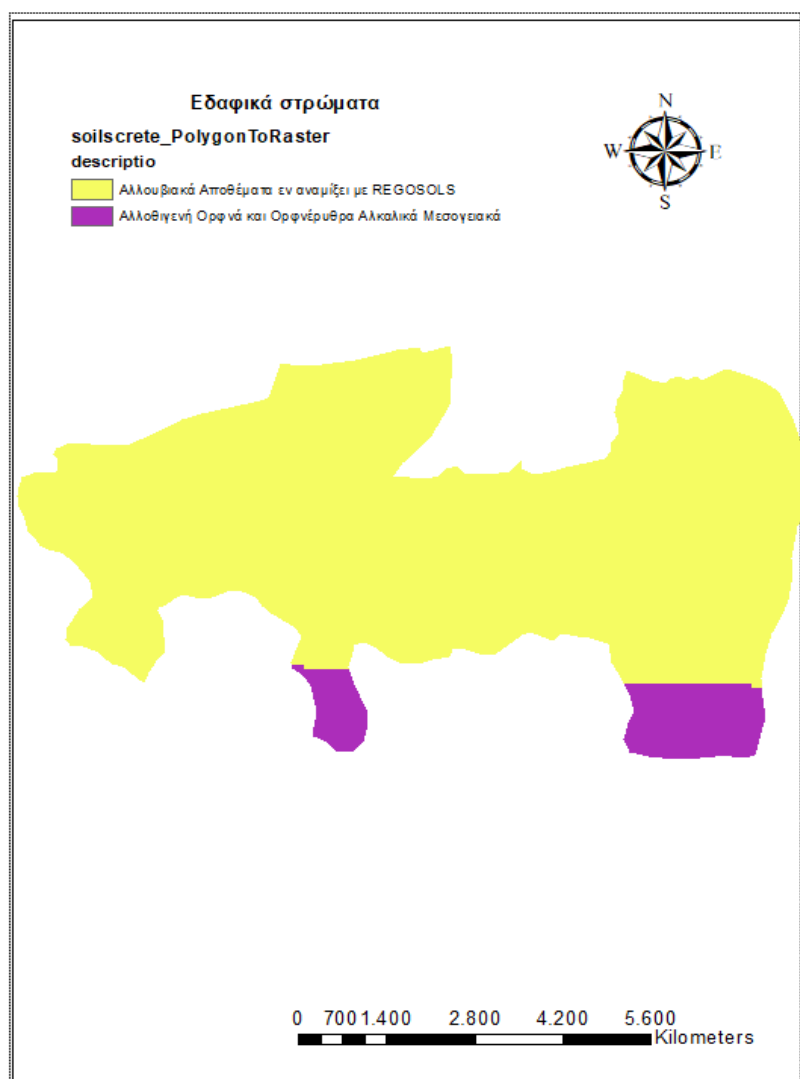 Εδαφικά στρώματα
N
soilscrete_PolygonToRaster
W E
descriptio
Αλλουβιακά Αποθέματα εν αναμίξει με REGOSOLS
S
Αλλοθιγενή Ορφνά και Ορφνέρυθρα Αλκαλικά Μεσογειακά
0 700 1.400 2.800 4.200 5.600
Kilometers